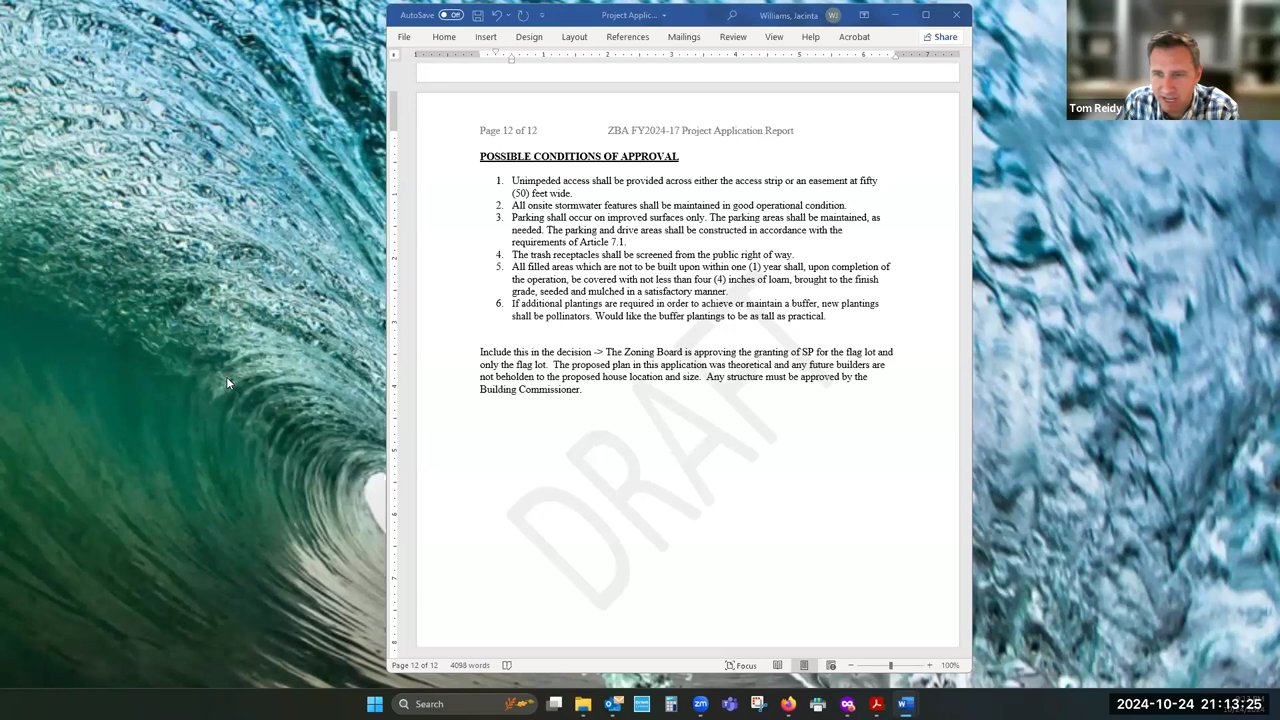 AutoSave Off Project Applic... Williams, Jacinta WJ
File Home Insert Design Layout References Mailings Review View Help Acrobat Share
Tom Reidy
Page 12 of 12 ZBA FY2024-17 Project Application Report
POSSIBLE CONDITIONS OF APPROVAL
1. Unimpeded access shall be provided across either the access strip or an easement at fifty
(50) feet wide.
2. All onsite stormwater features shall be maintained in good operational condition.
3. Parking shall occur on improved surfaces only. The parking areas shall be maintained, as
needed. The parking and drive areas shall be constructed in accordance with the
requirements of Article 7.1.
4. The trash receptacles shall be screened from the public right of way.
5. All filled areas which are not to be built upon within one (1) year shall, upon completion of
the operation, be covered with not less than four (4) inches of loam, brought to the finish
grade, seeded and mulched in a satisfactory manner.
6. If additional plantings are required in order to achieve or maintain a buffer, new plantings
shall be pollinators. Would like the buffer plantings to be as tall as practical.
Include this in the decision -> The Zoning Board is approving the granting of SP for the flag lot and
only the flag lot. The proposed plan in this application was theoretical and any future builders are
not beholden to the proposed house location and size. Any structure must be approved by the
Building Commissioner.
DRAFT
Page 12 of 12 4098 words Focus 100%
Search
2024-10-24 21:13:25